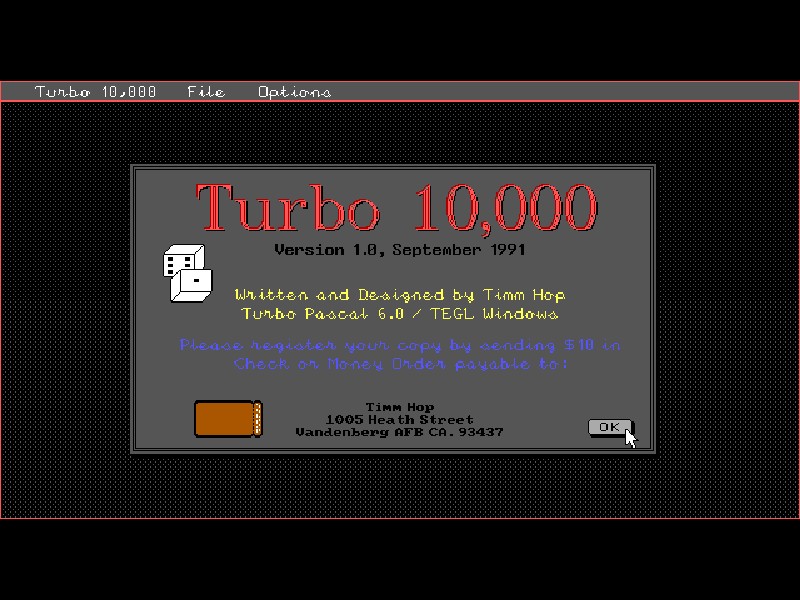 Turbo 10,000 File Options
Turbo 10,000
Version 1.0, September 1991
Written and Designed by Timm Hop
Turbo Pascal 6.0 / TEGL Windows
Please register your copy by sending $10 in
Check or Money Order payable to:
Timm Hop
1005 Heath Street
Vandenberg AFB CA. 93437
OK